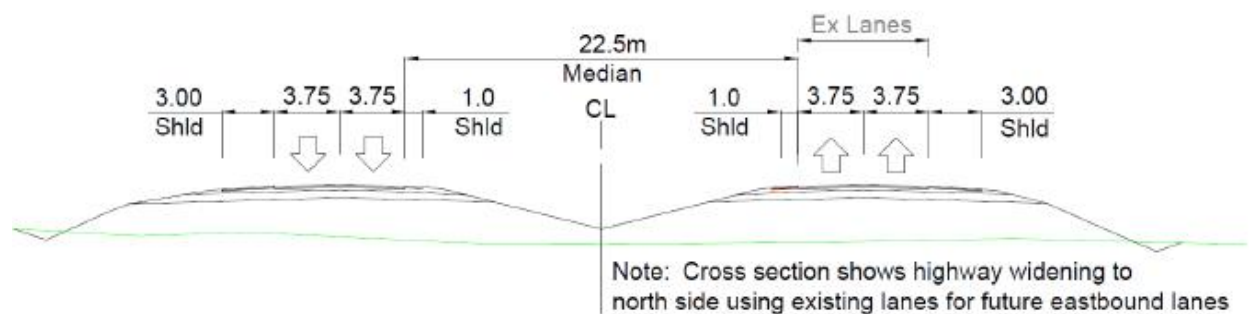 Ex Lanes
22.5m
Median
3.00
Shld
3.75
3.75
1.0
Shld
CL
1.0
Shld
3.75
3.75
3.00
Shld
Note: Cross section shows highway widening to
north side using existing lanes for future eastbound lanes